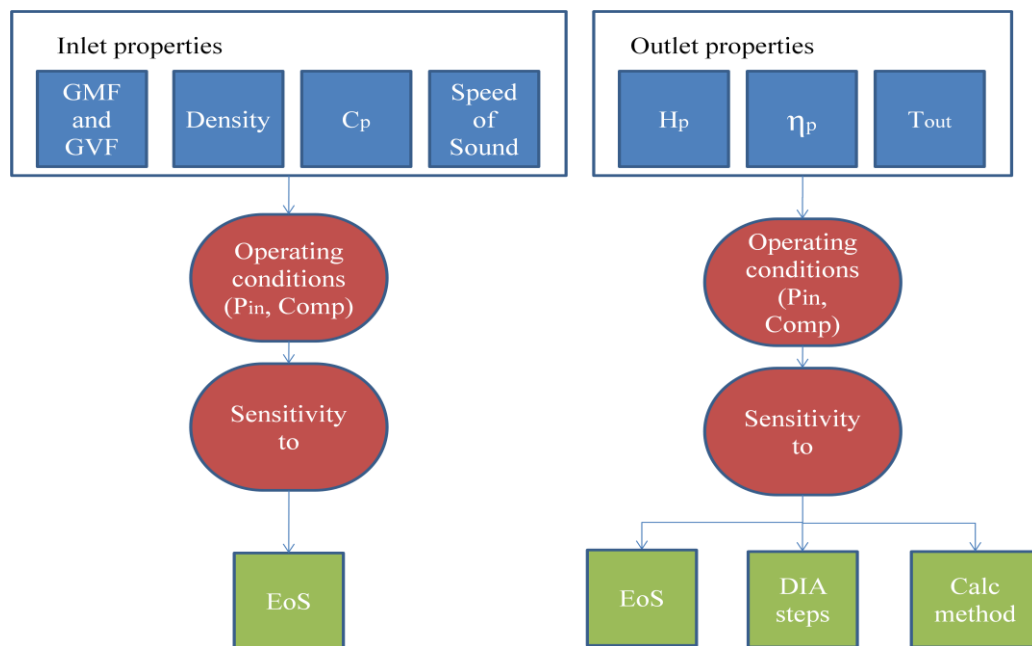 Inlet properties
GMF
and
GVF
Density
Cp
Speed
of
Sound
Operating
conditions
(Pin, Comp)
Sensitivity
to
EoS
Outlet properties
Hp
ηp
Tout
Operating
conditions
(Pin,
Comp)
Sensitivity
to
EoS
DIA
steps
Calc
method